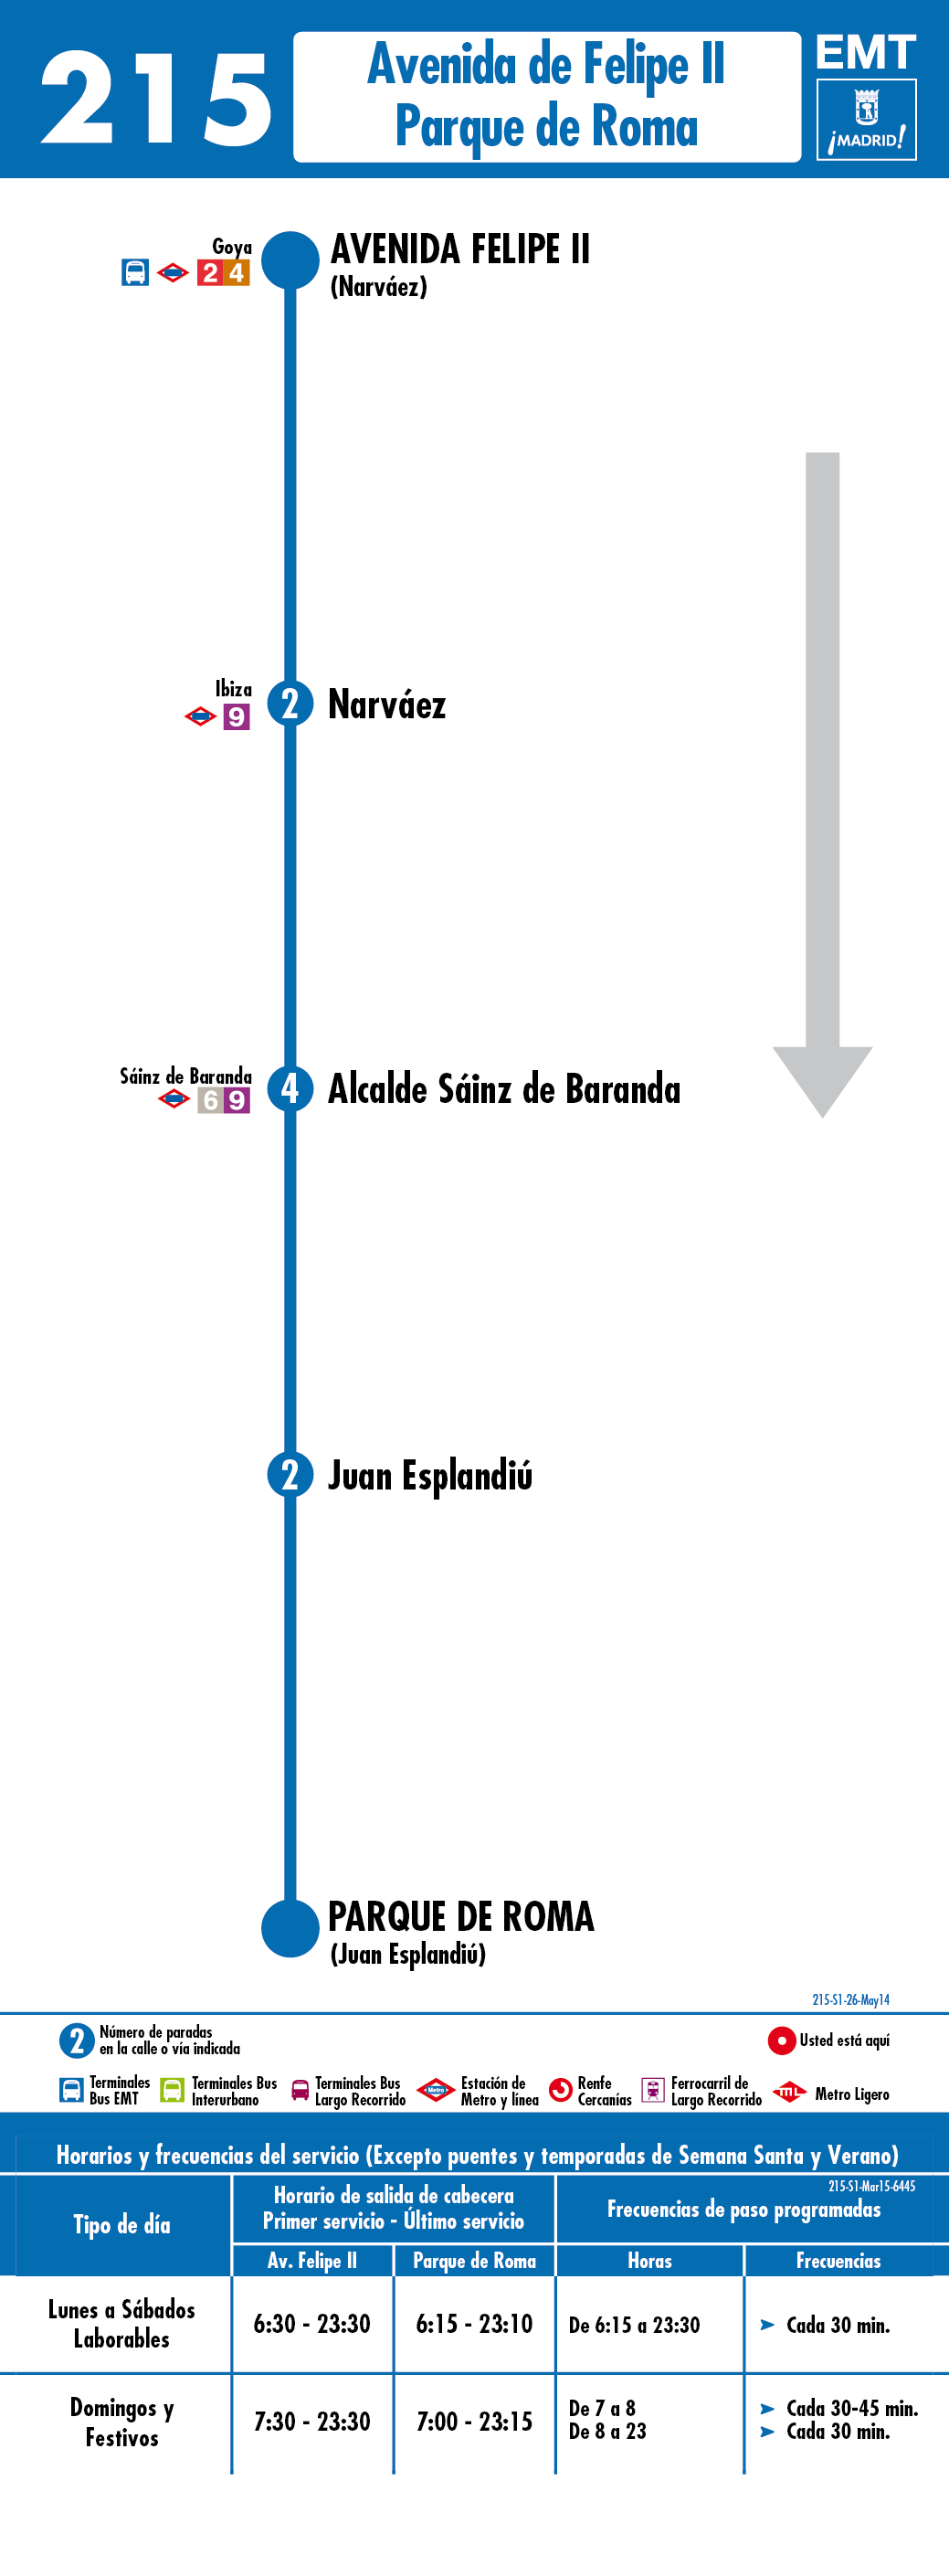 215
Avenida de Felipe II
Parque de Roma
EMT
¡MADRID!
Goya
2 4
AVENIDA FELIPE II
(Narváez)
Ibiza
9
2
Narváez
Sáinz de Baranda
6 9
4
Alcalde Sáinz de Baranda
2
Juan Esplandiú
PARQUE DE ROMA
(Juan Esplandiú)
215-S1-26-May14
2
Número de paradas
en la calle o vía indicada
Usted está aquí
Terminales
Bus EMT
Terminales Bus
Interurbano
Terminales Bus
Largo Recorrido
Metro
Estación de
Metro y línea
Renfe
Cercanías
Ferrocarril de
Largo Recorrido
ML
Metro Ligero
Horarios y frecuencias del servicio (Excepto puentes y temporadas de Semana Santa y Verano)
215-S1-Mar15-6445
Tipo de día
Horario de salida de cabecera
Primer servicio - Último servicio
Frecuencias de paso programadas
Av. Felipe II
Parque de Roma
Horas
Frecuencias
Lunes a Sábados
Laborables
6:30 - 23:30
6:15 - 23:10
De 6:15 a 23:30
➤ Cada 30 min.
Domingos y
Festivos
7:30 - 23:30
7:00 - 23:15
De 7 a 8
➤ Cada 30-45 min.
De 8 a 23
➤ Cada 30 min.